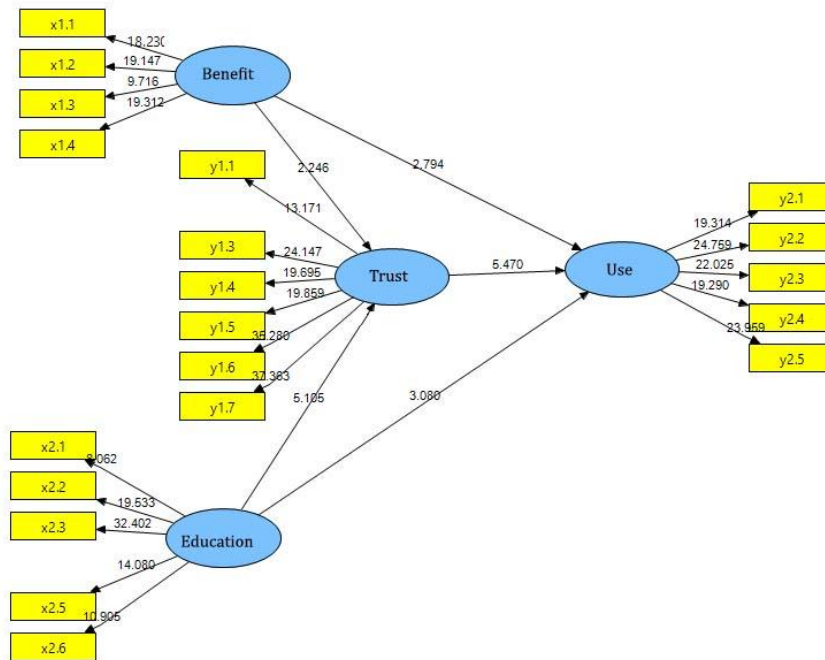 x1.1
18.230
x1.2
19.147
9.716
x1.3
19.312
x1.4
Benefit
y1.1
2.246
2.794
13.171
y1.3
24.147
y1.4
19.695
y1.5
19.859
y1.6
35.280
y1.7
37.363
Trust
5.470
Use
y2.1
19.314
y2.2
24.759
22.025
y2.3
19.290
y2.4
23.959
y2.5
5.105
3.080
x2.1
8.062
x2.2
19.533
x2.3
32.402
Education
14.080
x2.5
10.905
x2.6